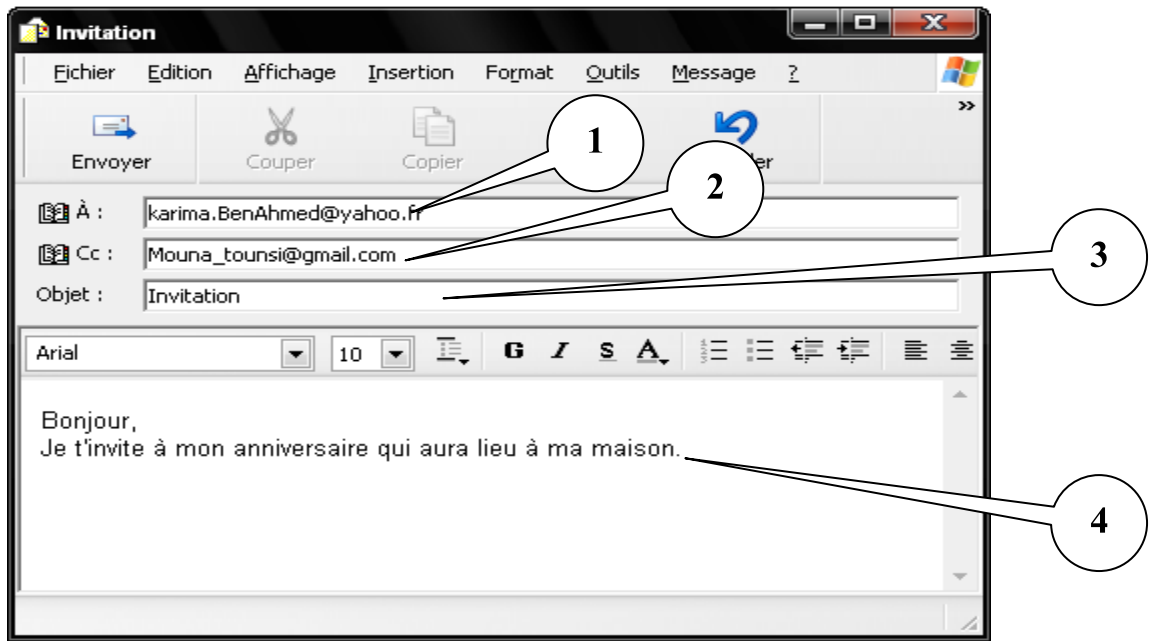 Invitation
Fichier Edition Affichage Insertion Format Outils Message ?
»
Envoyer Couper Copier
1
2
À : karima.BenAhmed@yahoo.fr
Cc : Mouna_tounsi@gmail.com
3
Objet : Invitation
Arial 10 G I S A
Bonjour,
Je t'invite à mon anniversaire qui aura lieu à ma maison.
4